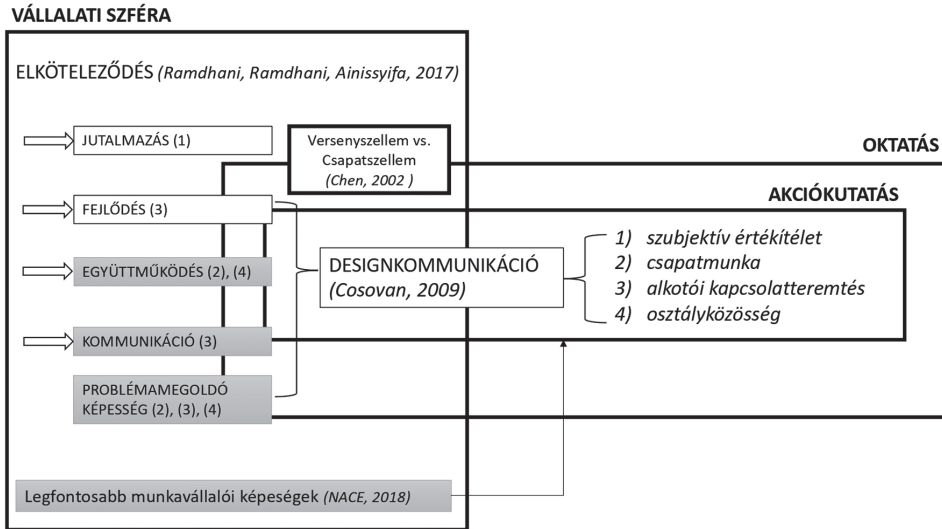 VÁLLALATI SZFÉRA
ELKÖTELEZŐDÉS (Ramdhani, Ramdhani, Ainissyifa, 2017)
JUTALMAZÁS (1)
Versenyszellem vs.
Csapatszellem
(Chen, 2002 )
OKTATÁS
AKCIÓKUTATÁS
FEJLŐDÉS (3)
EGYÜTTMŰKÖDÉS (2), (4)
KOMMUNIKÁCIÓ (3)
PROBLÉMAMEGOLDÓ
KÉPESSÉG (2), (3), (4)
DESIGNKOMMUNIKÁCIÓ
(Cosovan, 2009)
1) szubjektív értékítélet
2) csapatmunka
3) alkotói kapcsolatteremtés
4) osztályközösség
Legfontosabb munkavállalói képeségek (NACE, 2018)